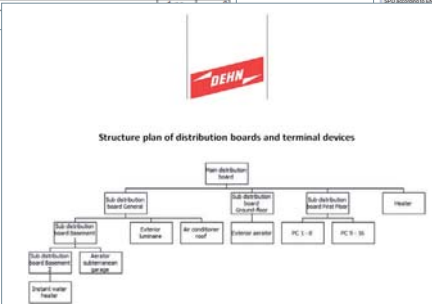 DEHN
Structure plan of distribution boards and terminal devices
Main distribution
board
Sub distribution
board General
Sub distribution
board
Ground floor
Sub distribution
board First Floor
Heater
Sub distribution
board Basement
Exterior
luminaire
Air conditioner
roof
Exterior aerator
PC 1 - 8
PC 9 - 16
Sub distribution
board Basement
2
Aerator
subterranean
garage
Instant water
heater